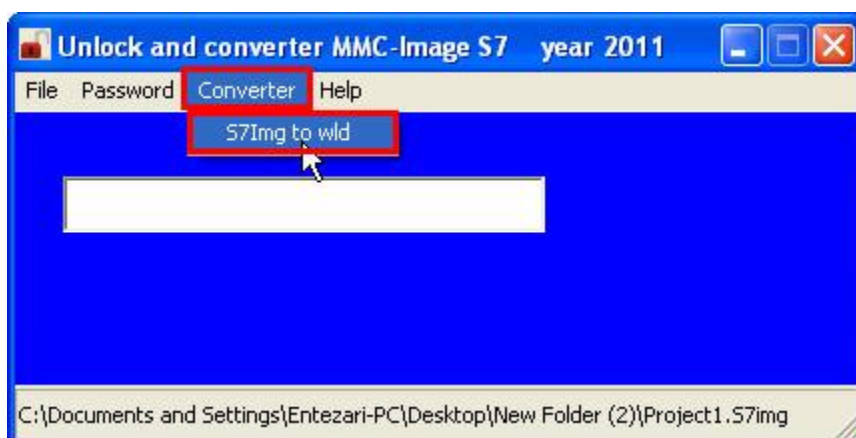 Unlock and converter MMC-Image S7 year 2011
File Password Converter Help
S7Img to wld
C:\Documents and Settings\Entezari-PC\Desktop\New Folder (2)\Project1.S7img